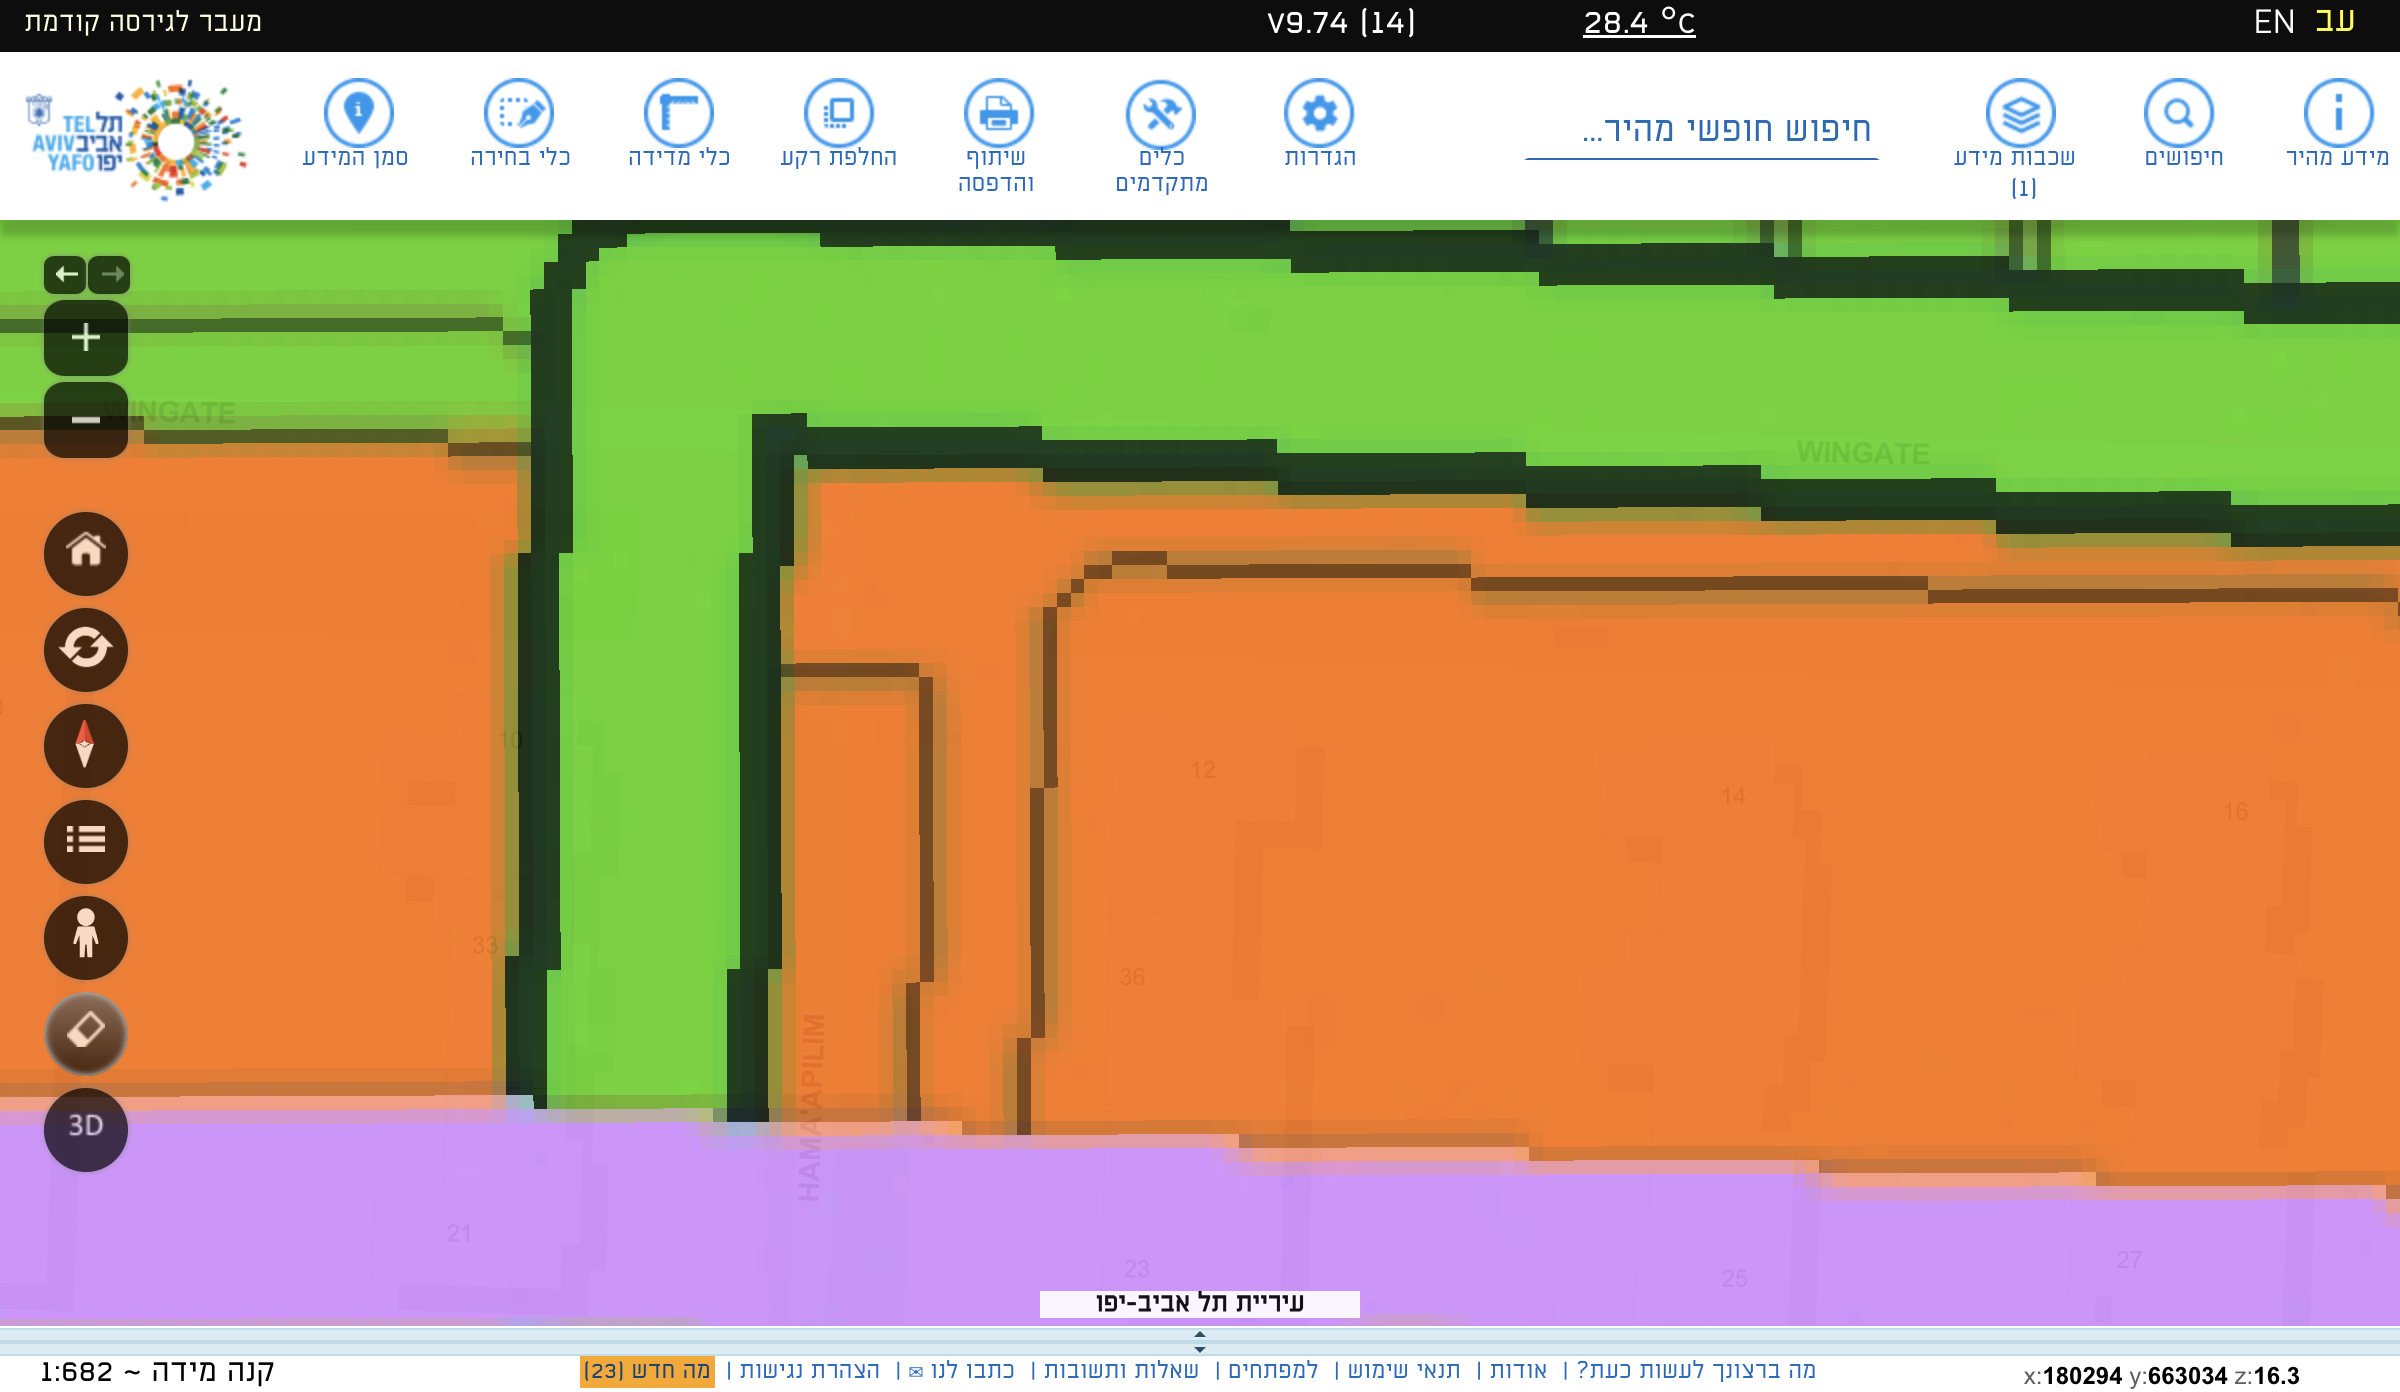 מעבר לגירסה קודמת
V9.74 (14)
28.4 °C
EN עב
תל אביב יפו
TEL AVIV YAFO
סמן המידע
כלי בחירה
כלי מדידה
החלפת רקע
שיתוף והדפסה
כלים מתקדמים
הגדרות
חיפוש חופשי מהיר...
שכבות מידע (1)
חיפושים
מידע מהיר
WINGATE
WINGATE
10
12
14
16
33
36
HAMA'APILIM
3D
21
23
25
27
עיריית תל אביב-יפו
קנה מידה ~ 1:682
מה ברצונך לעשות כעת? | אודות | תנאי שימוש | למפתחים | שאלות ותשובות | כתבו לנו ✉ | הצהרת נגישות | מה חדש (23)
x:180294 y:663034 z:16.3